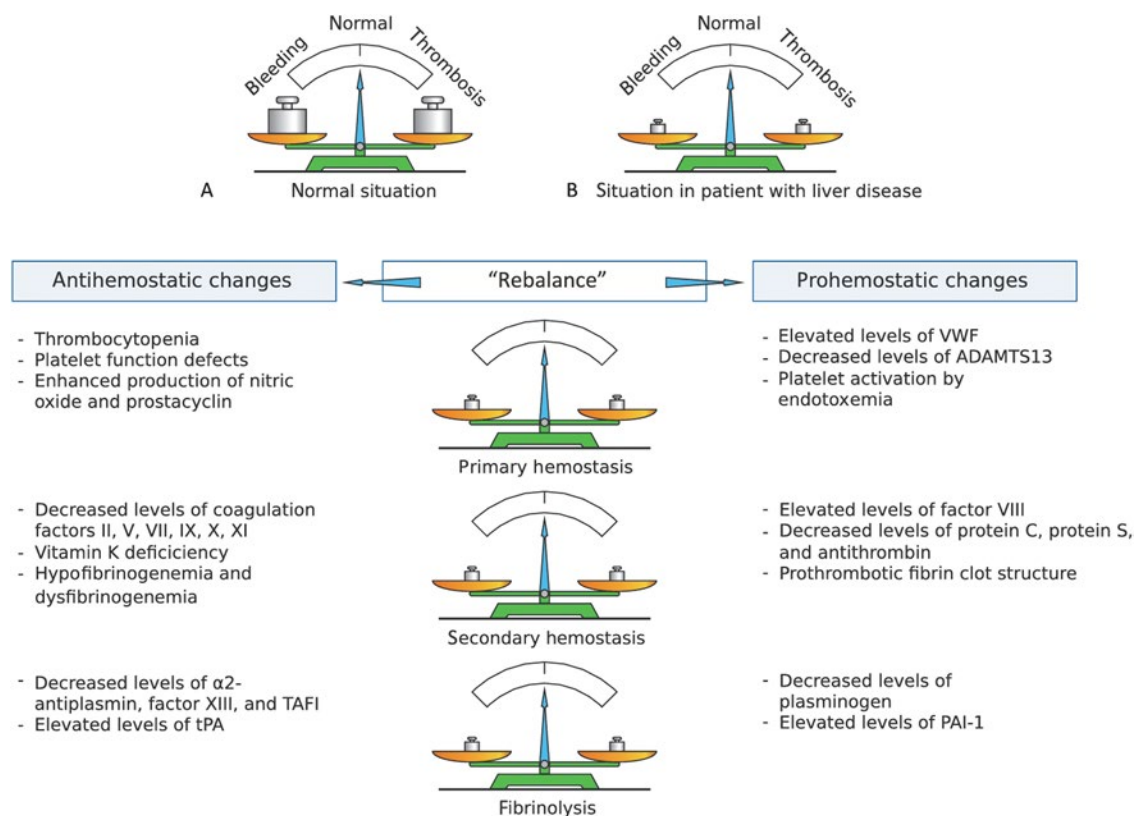 Normal
Bleeding
Thrombosis
A
Normal situation
Normal
Bleeding
Thrombosis
B
Situation in patient with liver disease
Antihemostatic changes
“Rebalance”
Prohemostatic changes
- Thrombocytopenia
- Platelet function defects
- Enhanced production of nitric
oxide and prostacyclin
- Elevated levels of VWF
- Decreased levels of ADAMTS13
- Platelet activation by
endotoxemia
Primary hemostasis
- Decreased levels of coagulation
factors II, V, VII, IX, X, XI
- Vitamin K deficiciency
- Hypofibrinogenemia and
dysfibrinogenemia
- Elevated levels of factor VIII
- Decreased levels of protein C, protein S,
and antithrombin
- Prothrombotic fibrin clot structure
Secondary hemostasis
- Decreased levels of α2-
antiplasmin, factor XIII, and TAFI
- Elevated levels of tPA
- Decreased levels of
plasminogen
- Elevated levels of PAI-1
Fibrinolysis